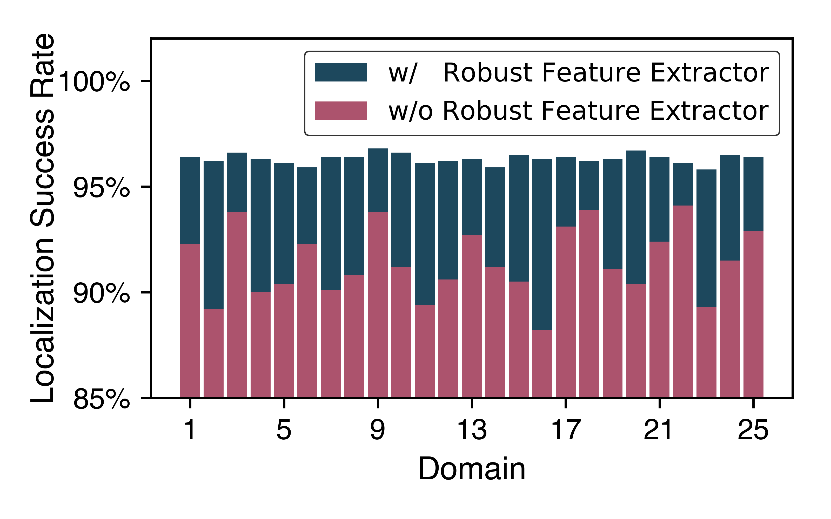 Localization Success Rate
100%
95%
90%
85%
w/ Robust Feature Extractor
w/o Robust Feature Extractor
1 5 9 13 17 21 25
Domain